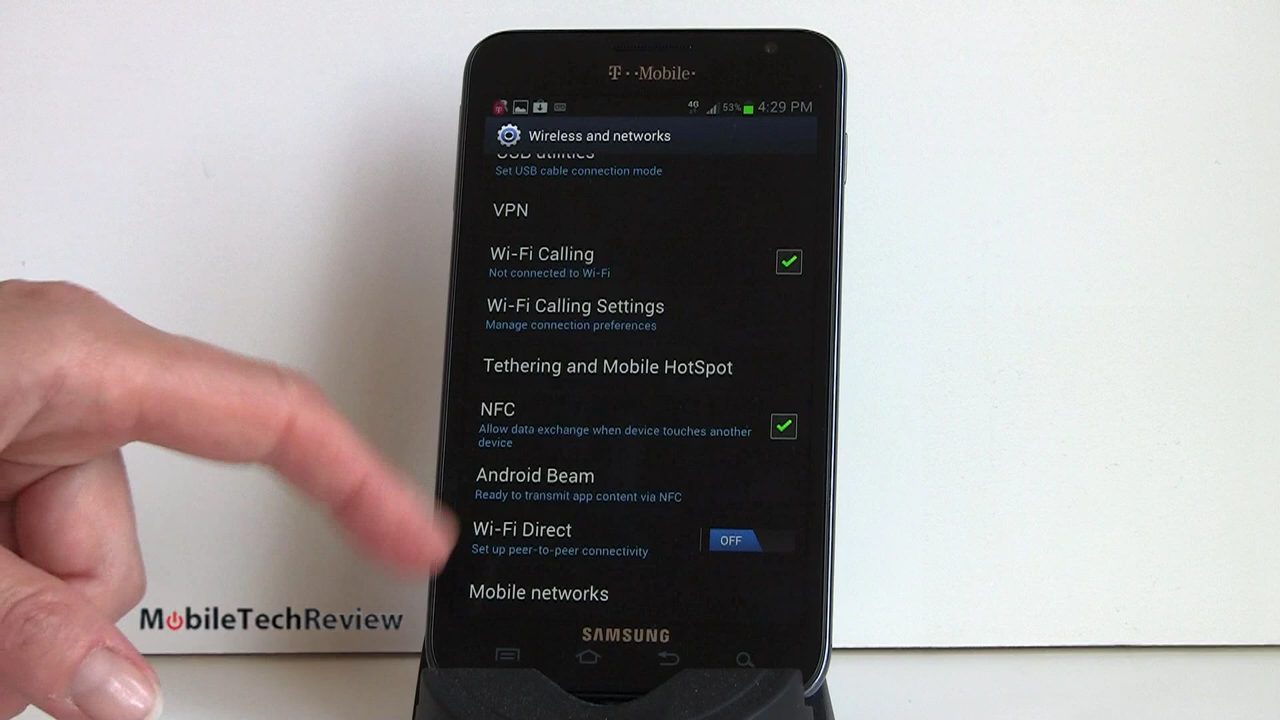 T··Mobile·
4G 53% 4:29 PM
Wireless and networks
USB utilities
Set USB cable connection mode
VPN
Wi-Fi Calling
Not connected to Wi-Fi
Wi-Fi Calling Settings
Manage connection preferences
Tethering and Mobile HotSpot
NFC
Allow data exchange when device touches another
device
Android Beam
Ready to transmit app content via NFC
Wi-Fi Direct
OFF
Set up peer-to-peer connectivity
Mobile networks
MobileTechReview
SAMSUNG